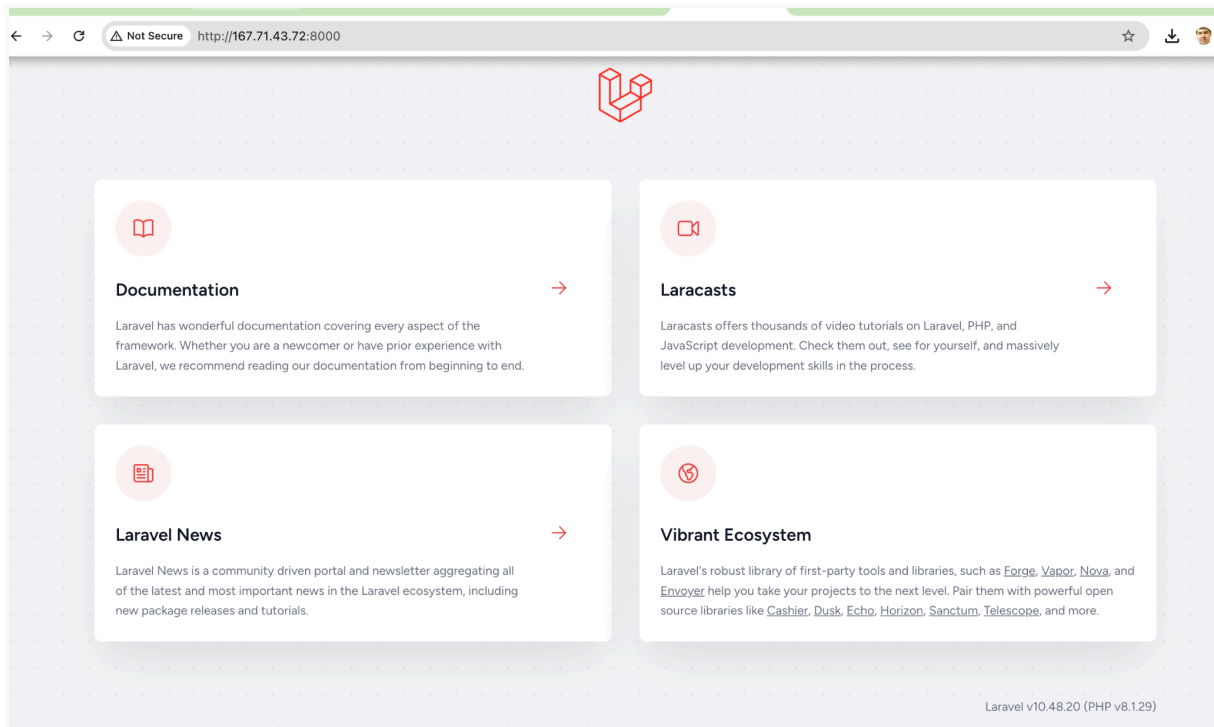 Not Secure
http://167.71.43.72:8000
Documentation
Laravel has wonderful documentation covering every aspect of the
framework. Whether you are a newcomer or have prior experience with
Laravel, we recommend reading our documentation from beginning to end.
Laracasts
Laracasts offers thousands of video tutorials on Laravel, PHP, and
JavaScript development. Check them out, see for yourself, and massively
level up your development skills in the process.
Laravel News
Laravel News is a community driven portal and newsletter aggregating all
of the latest and most important news in the Laravel ecosystem, including
new package releases and tutorials.
Vibrant Ecosystem
Laravel's robust library of first-party tools and libraries, such as Forge, Vapor, Nova, and
Envoyer help you take your projects to the next level. Pair them with powerful open
source libraries like Cashier, Dusk, Echo, Horizon, Sanctum, Telescope, and more.
Laravel v10.48.20 (PHP v8.1.29)